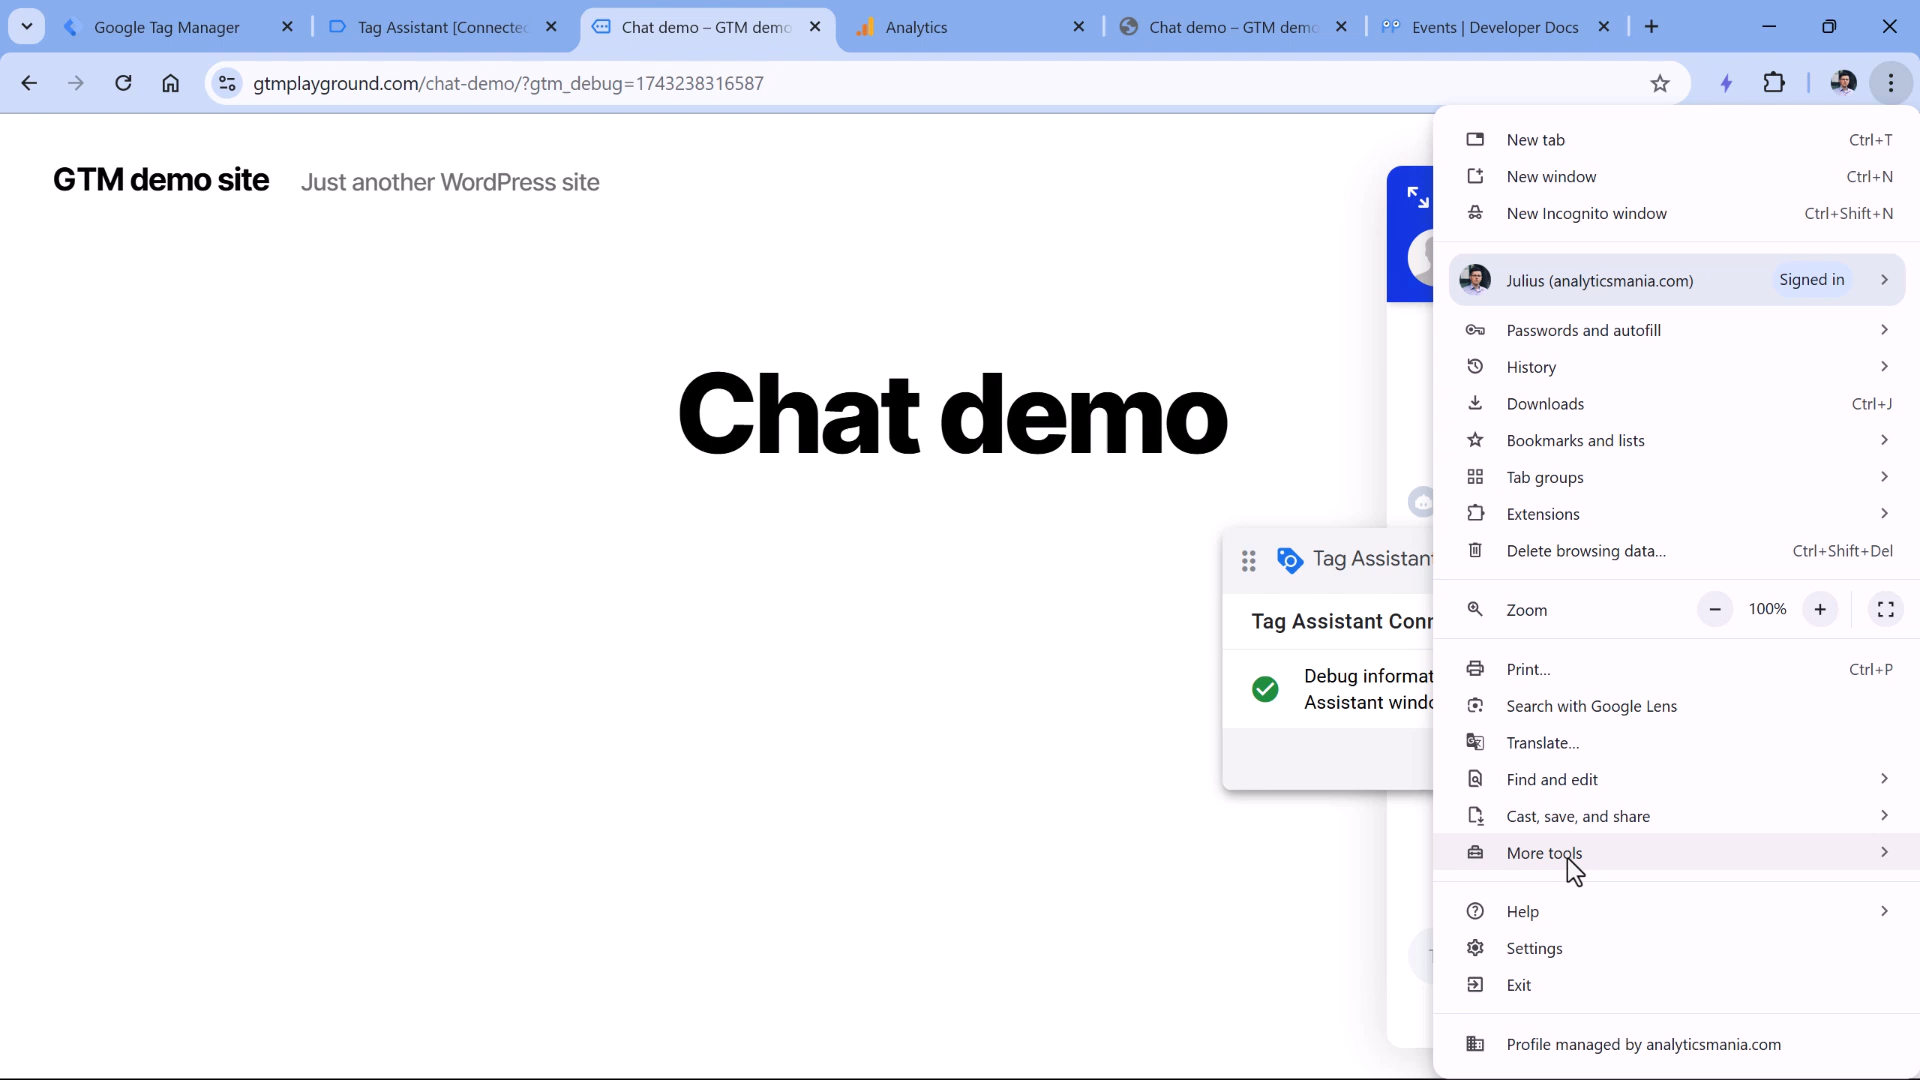 Google Tag Manager
Tag Assistant [Connected
Chat demo – GTM demo
Analytics
Chat demo – GTM demo
Events | Developer Docs
gtmplayground.com/chat-demo/?gtm_debug=1743238316587
GTM demo site
Just another WordPress site
Chat demo
Tag Assistant
Tag Assistant Conn
Debug informat
Assistant windo
New tab Ctrl+T
New window Ctrl+N
New Incognito window Ctrl+Shift+N
Julius (analyticsmania.com) Signed in
Passwords and autofill
History
Downloads Ctrl+J
Bookmarks and lists
Tab groups
Extensions
Delete browsing data... Ctrl+Shift+Del
Zoom − 100% +
Print... Ctrl+P
Search with Google Lens
Translate...
Find and edit
Cast, save, and share
More tools
Help
Settings
Exit
Profile managed by analyticsmania.com